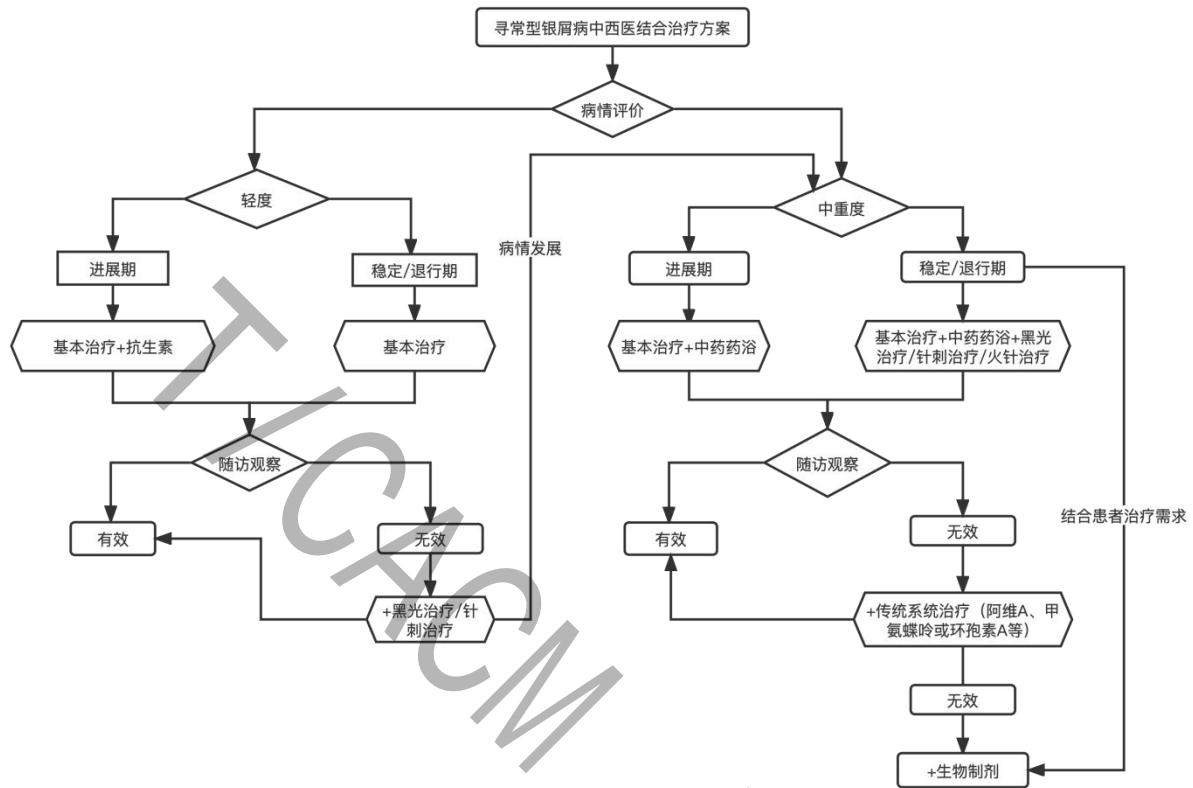 寻常型银屑病中西医结合治疗方案
病情评价
轻度
中重度
病情发展
进展期
稳定/退行期
进展期
稳定/退行期
基本治疗+抗生素
基本治疗
基本治疗+中药药浴
基本治疗+中药药浴+黑光
治疗/针刺治疗/火针治疗
随访观察
随访观察
有效
无效
有效
无效
结合患者治疗需求
+黑光治疗/针
刺治疗
+传统系统治疗（阿维A、甲
氨蝶呤或环孢素A等）
无效
+生物制剂
T/CACM